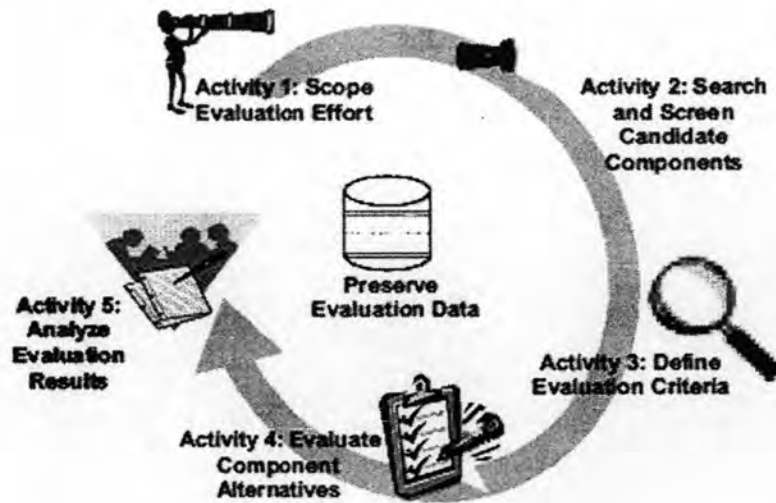 Activity 1: Scope
Evaluation Effort
Activity 2: Search
and Screen
Candidate
Components
Preserve
Evaluation Data
Activity 3: Define
Evaluation Criteria
Activity 4: Evaluate
Component
Alternatives
Activity 5:
Analyze
Evaluation
Results